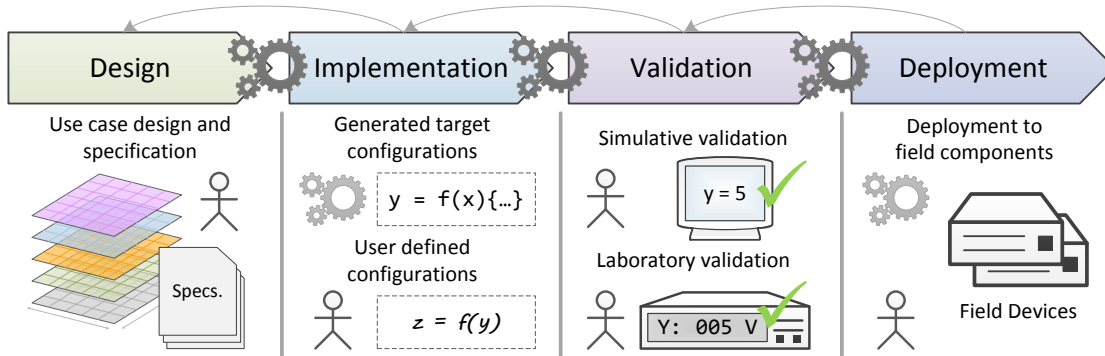 Design
Implementation
Validation
Deployment
Use case design and
specification
Specs.
Generated target
configurations
y = f(x){…}
User defined
configurations
z = f(y)
Simulative validation
y = 5
Laboratory validation
Y: 005 V
Deployment to
field components
Field Devices